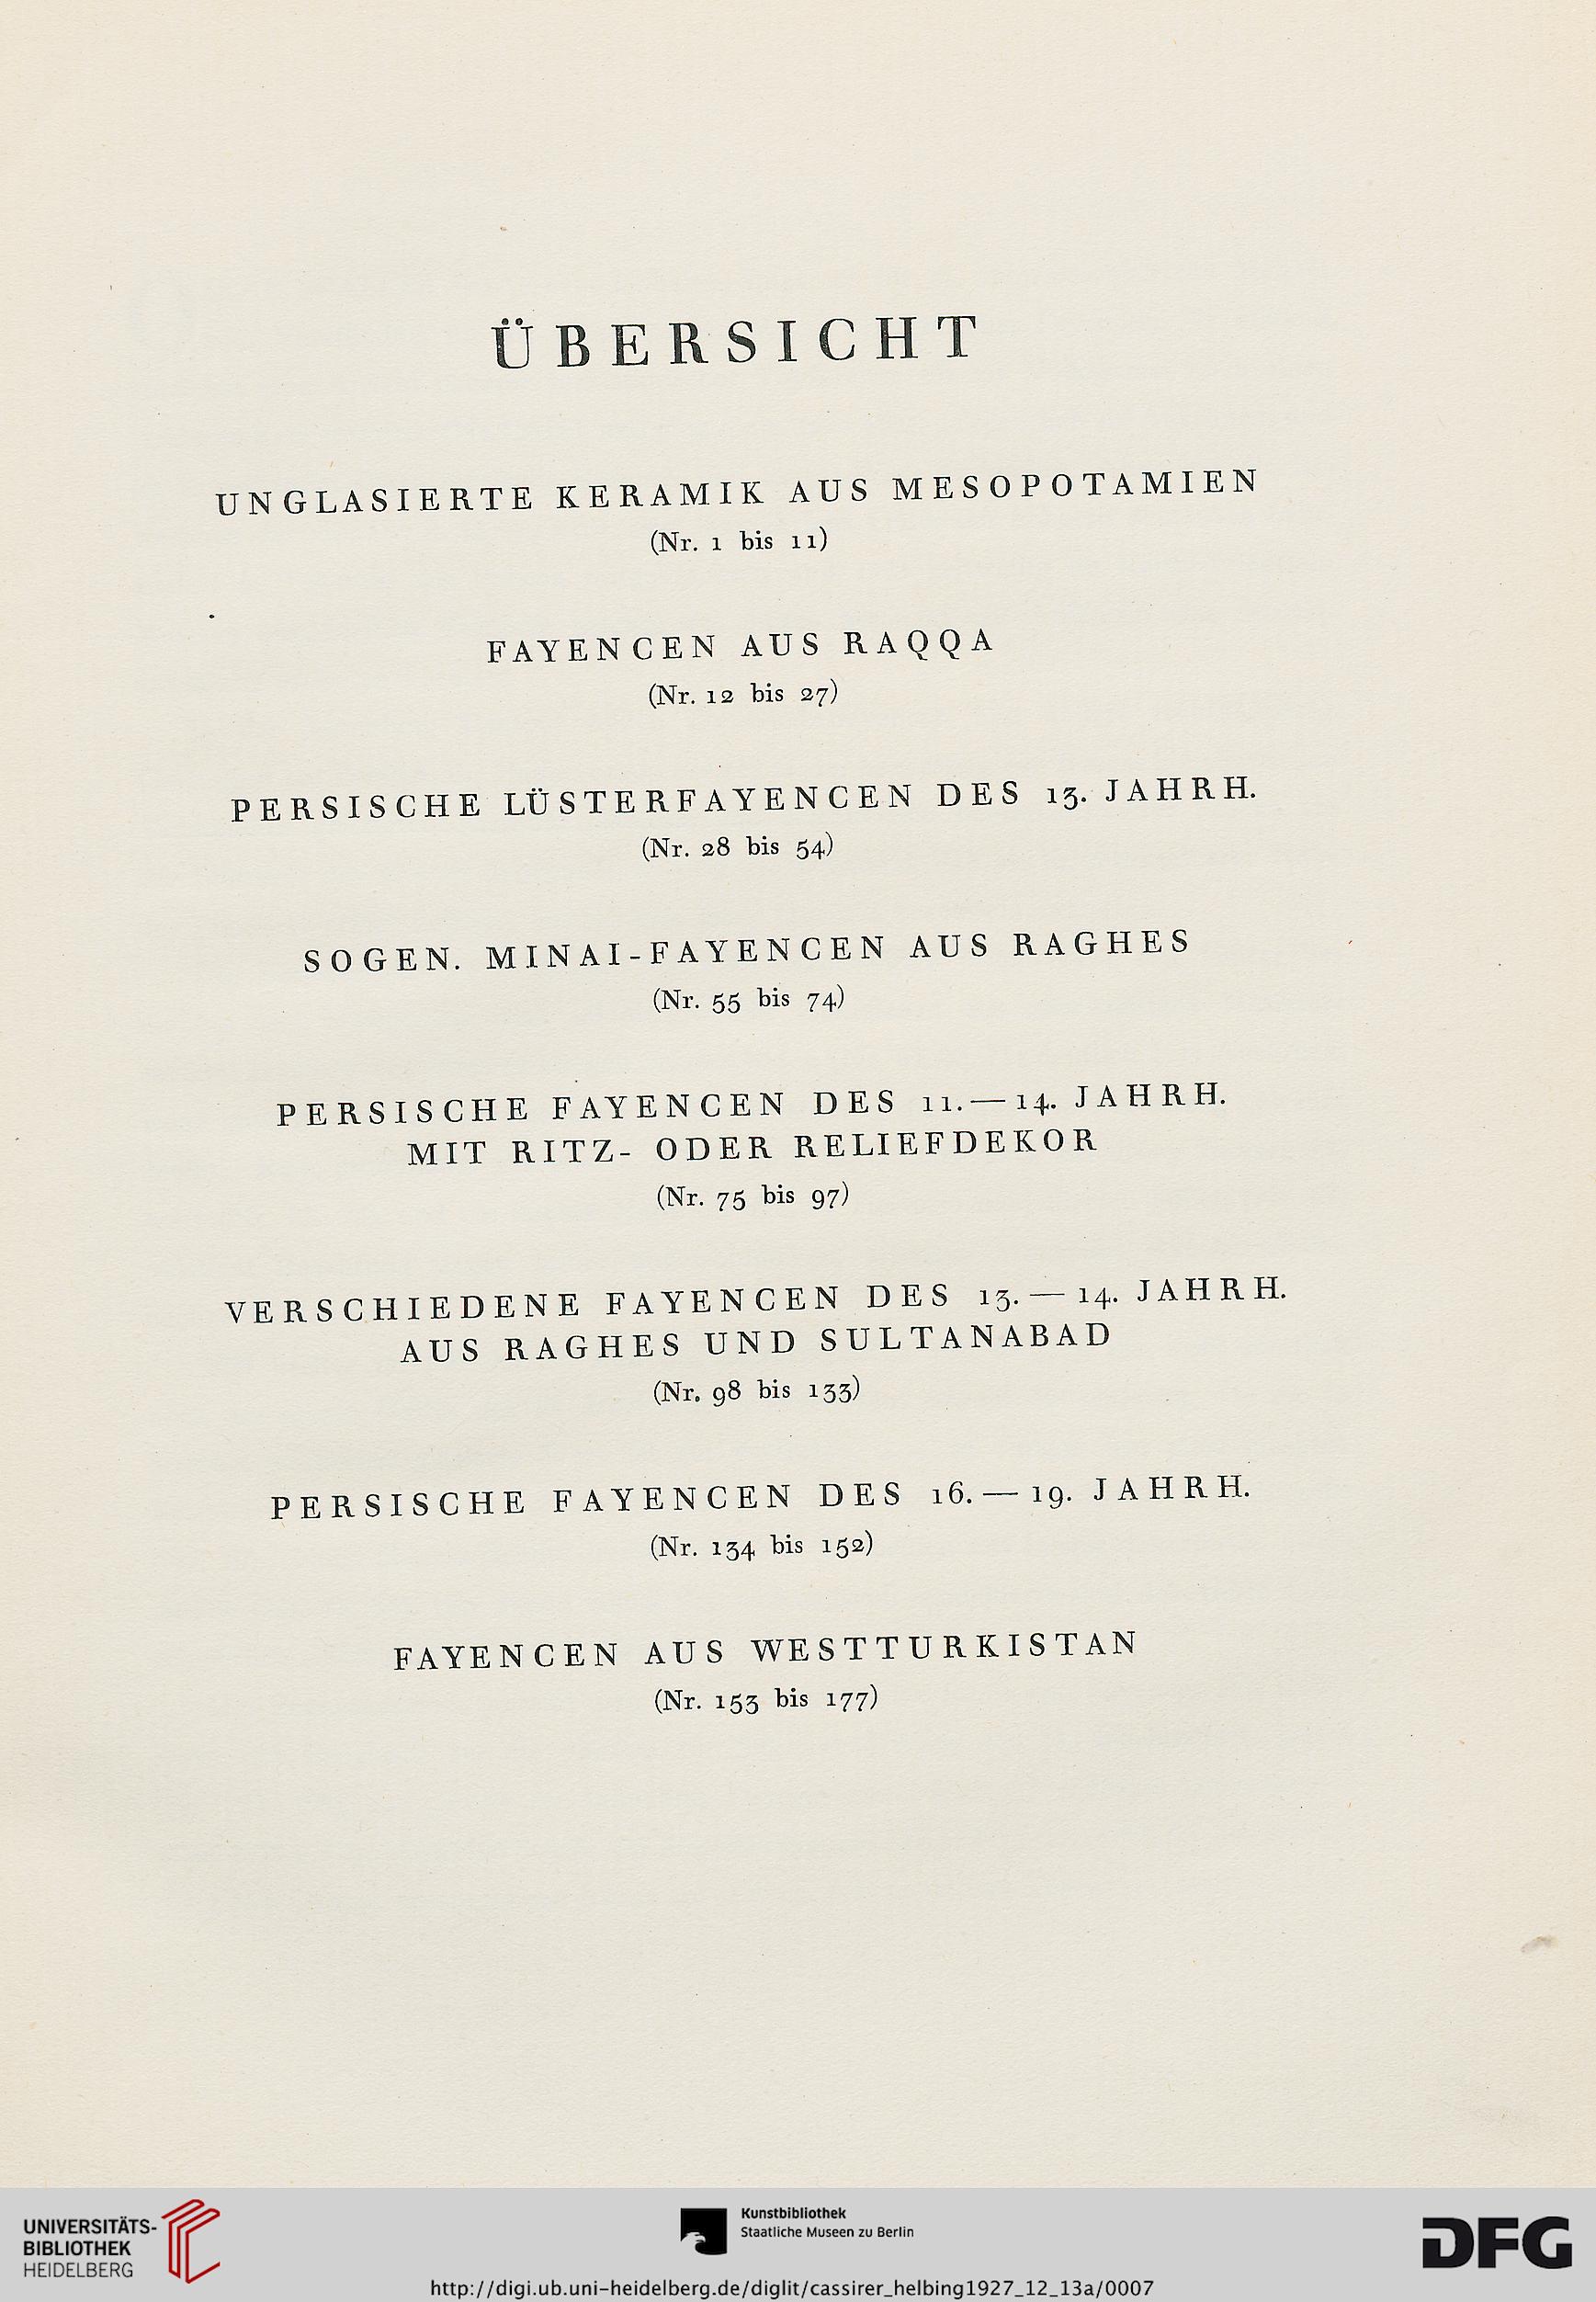 ÜBERSICHT
UNGLASIERTE KERAMIK AUS MESOPOTAMIEN
(Nr. 1 bis 11)
FAYENCEN AUS RAQQA
(Nr. 12 bis 27)
PERSISCHE LÜSTERFAYENCEN DES 13. JAHRH.
(Nr. 28 bis 54)
SOGEN. MINAI-FAYENCEN AUS RAGHES
(Nr. 55 bis 74)
PERSISCHE FAYENCEN DES 11.—14. JAHRH.
MIT RITZ- ODER RELIEFDEKOR
(Nr. 75 bis 97)
VERSCHIEDENE FAYENCEN DES 13.—14. JAHRH.
AUS RAGHES UND SULTANABAD
(Nr. 98 bis 133)
PERSISCHE FAYENCEN DES 16.—19. JAHRH.
(Nr. 134 bis 152)
FAYENCEN AUS WESTTURKISTAN
(Nr. 153 bis 177)
UNIVERSITÄTS-
BIBLIOTHEK
HEIDELBERG
Kunstbibliothek
Staatliche Museen zu Berlin
http://digi.ub.uni-heidelberg.de/diglit/cassirer_helbing1927_12_13a/0007
DFG